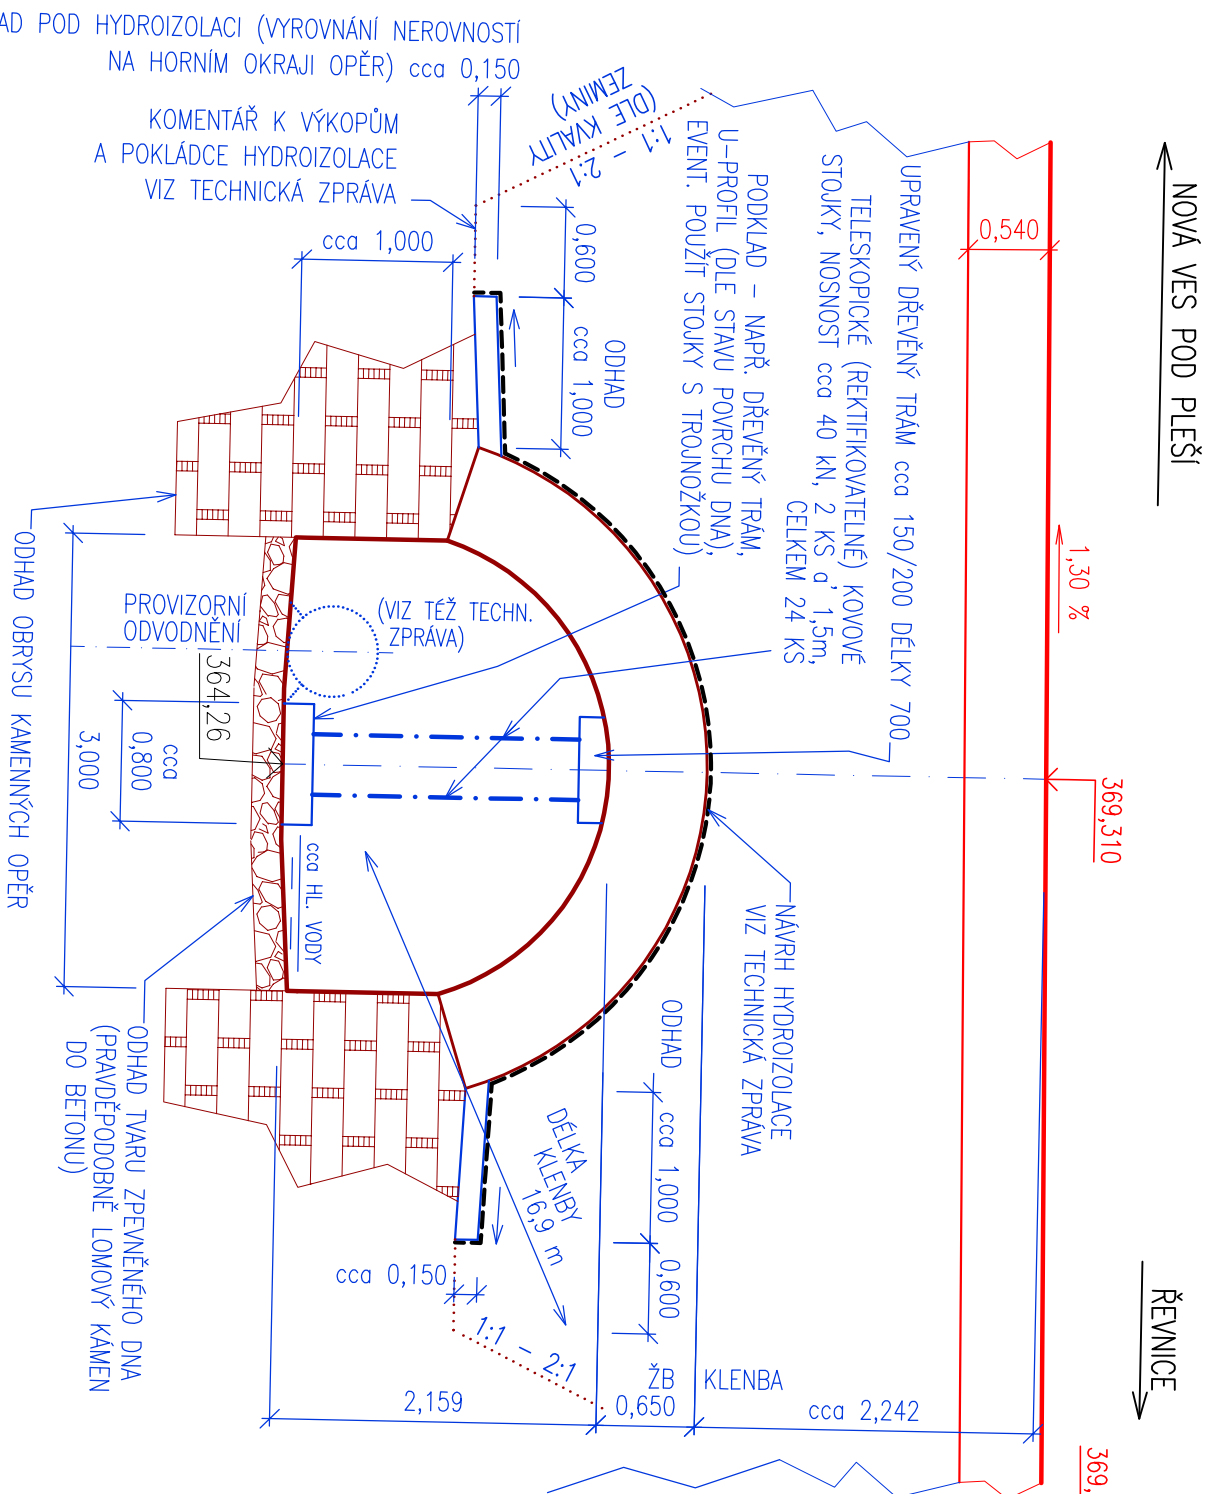 AD POD HYDROIZOLACI (VYROVNÁNÍ NEROVNOSTÍ
NA HORNÍM OKRAJI OPĚR) cca 0,150
KOMENTÁŘ K VÝKOPŮM
A POKLÁDCE HYDROIZOLACE
VIZ TECHNICKÁ ZPRÁVA
1:1 – 2:1
(DLE KVALITY
ZEMINY)
NOVÁ VES POD PLEŠÍ
0,540
1,30 %
369,310
UPRAVENÝ DŘEVĚNÝ TRÁM cca 150/200 DÉLKY 700
TELESKOPICKÉ (REKTIFIKOVATELNÉ) KOVOVÉ
STOJKY, NOSNOST cca 40 kN, 2 KS a' 1,5m,
CELKEM 24 KS
PODKLAD – NAPŘ. DŘEVĚNÝ TRÁM,
U–PROFIL (DLE STAVU POVRCHU DNA),
EVENT. POUŽÍT STOJKY S TROJNOŽKOU)
0,600
cca 1,000
ODHAD
cca 1,000
PROVIZORNÍ
ODVODNĚNÍ
(VIZ TÉŽ TECHN.
ZPRÁVA)
364,26
cca
0,800
3,000
ODHAD OBRYSU KAMENNÝCH OPĚR
cca HL. VODY
NÁVRH HYDROIZOLACE
VIZ TECHNICKÁ ZPRÁVA
ODHAD
cca 1,000
0,600
DÉLKA
KLENBY
16,9 m
ODHAD TVARU ZPEVNĚNÉHO DNA
(PRAVDĚPODOBNĚ LOMOVÝ KÁMEN
DO BETONU)
cca 0,150
1:1 – 2:1
ŽB KLENBA
2,159
0,650
cca 2,242
ŘEVNICE
369,